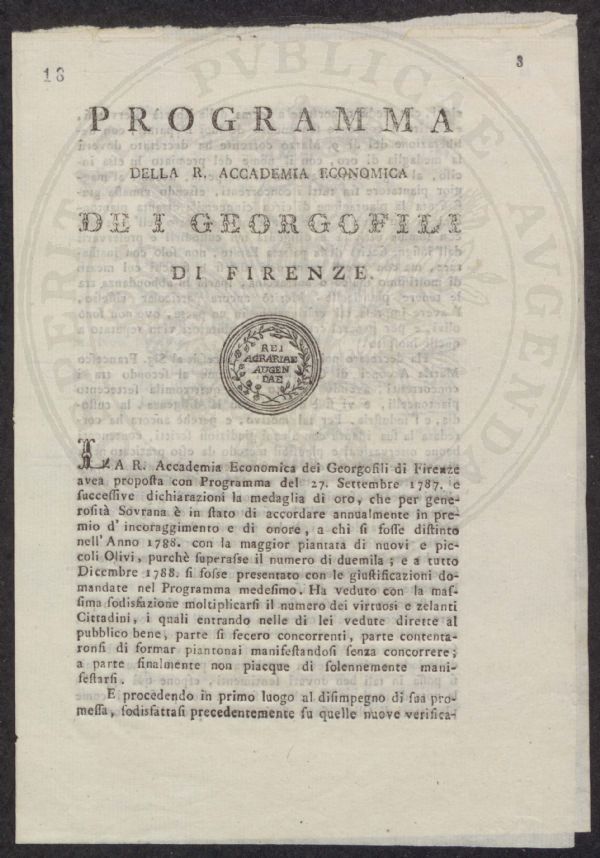 18
3
PROGRAMMA
DELLA R. ACCADEMIA ECONOMICA
DE I GEORGOFILI
DI FIRENZE.
REI
AGRARIAE
AUGEN
DAE
LA R. Accademia Economica dei Georgofili di Firenze
avea propoſta con Programma del 27. Settembre 1787. e
ſucceſſive dichiarazioni la medaglia di oro, che per gene-
roſità Sovrana è in ſtato di accordare annualmente in pre-
mio d' incoraggimento e di onore, a chi ſi foſſe diſtinto
nell' Anno 1788. con la maggior piantata di nuovi e pic-
coli Olivi, purchè ſuperaſse il numero di duemila; e a tutto
Dicembre 1788. ſi foſse preſentato con le giuſtificazioni do-
mandate nel Programma medeſimo. Ha veduto con la maſ-
ſima ſodisfazione moltiplicarſi il numero dei virtuosi e zelanti
Cittadini, i quali entrando nelle di lei vedute dirette al
pubblico bene, parte ſi fecero concorrenti, parte contenta-
ronſi di formar piantonai manifeſtandoſi ſenza concorrere;
a parte finalmente non piacque di ſolennemente mani-
feſtarſi.
E procedendo in primo luogo al diſimpegno di ſua pro-
meſſa, ſodisfattaſi precedentemente ſu quelle nuove verifica-